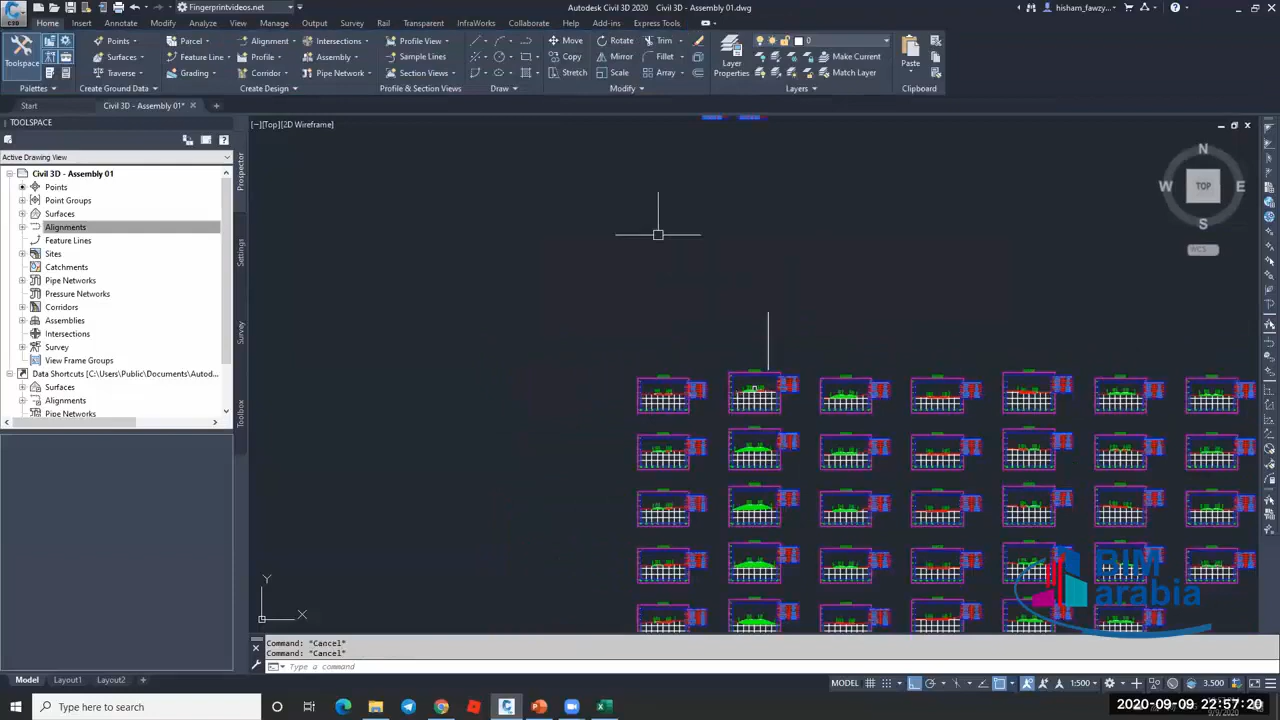 Fingerprintvideos.net
Autodesk Civil 3D 2020 Civil 3D - Assembly 01.dwg
hisham_fawzy...
Home Insert Annotate Modify Analyze View Manage Output Survey Rail Transparent InfraWorks Collaborate Help Add-ins Express Tools
Points Parcel Alignment Intersections Profile View Move Rotate Trim 0
Toolspace Surfaces Feature Line Profile Assembly Sample Lines Copy Mirror Fillet Layer Properties Make Current Paste
Traverse Grading Corridor Pipe Network Section Views Stretch Scale Array Match Layer
Palettes Create Ground Data Create Design Profile & Section Views Draw Modify Layers Clipboard
Start Civil 3D - Assembly 01*
TOOLSPACE
[−][Top][2D Wireframe]
Active Drawing View
Civil 3D - Assembly 01
Points
Point Groups
Surfaces
Alignments
Feature Lines
Sites
Catchments
Pipe Networks
Pressure Networks
Corridors
Assemblies
Intersections
Survey
View Frame Groups
Data Shortcuts [C:\Users\Public\Documents\Autod...
Surfaces
Alignments
Pipe Networks
Prospector
Settings
Survey
Toolbox
N
W TOP E
S
WCS
Y
X
BIM
arabia
Command: *Cancel*
Command: *Cancel*
Type a command
Model Layout1 Layout2
MODEL 1:500 3.500
Type here to search
2020-09-09 22:57:20